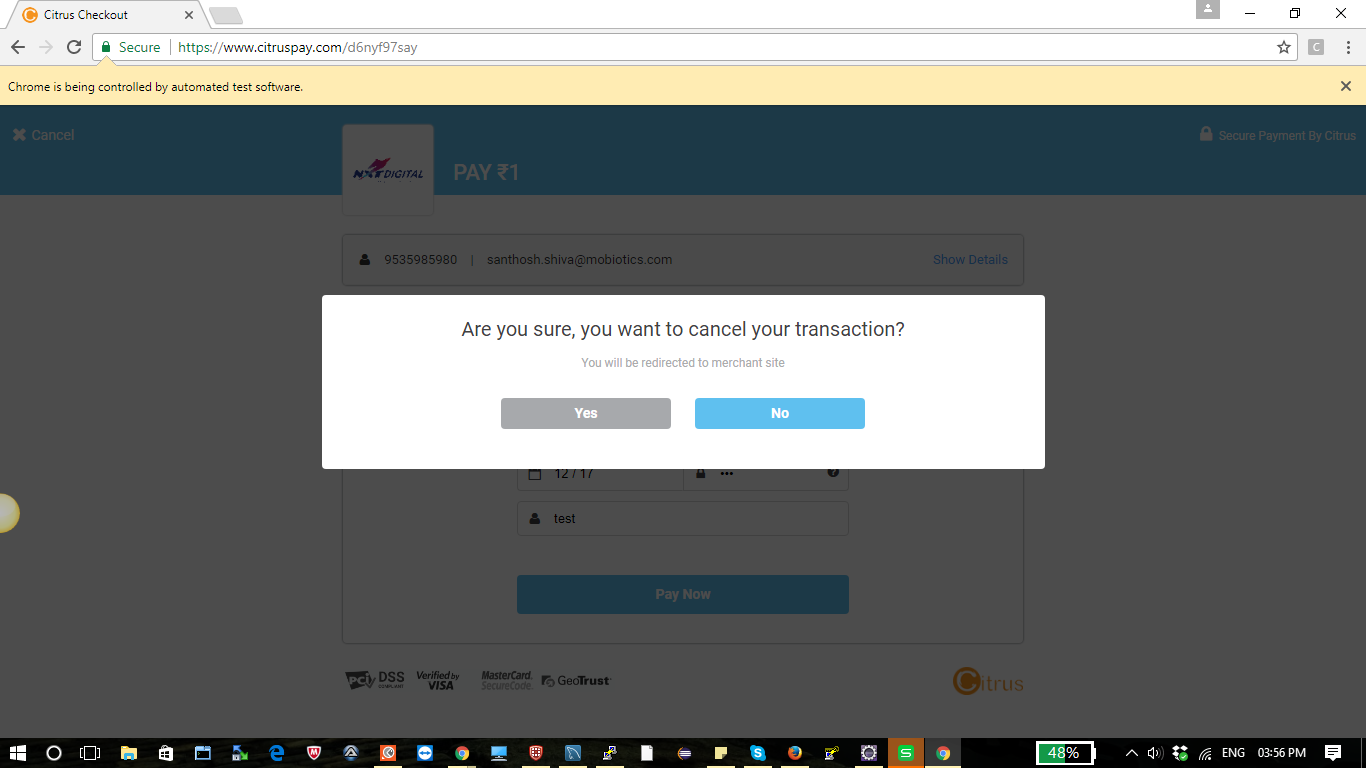 Citrus Checkout
Secure
https://www.citruspay.com/d6nyf97say
C
Chrome is being controlled by automated test software.
Cancel
Secure Payment By Citrus
NXT DIGITAL
PAY ₹1
9535985980 | santhosh.shiva@mobiotics.com
Show Details
Are you sure, you want to cancel your transaction?
You will be redirected to merchant site
Yes
No
12 / 17
•••
test
Pay Now
PCI DSS
COMPLIANT
Verified by
VISA
MasterCard.
SecureCode.
GeoTrust
Citrus
48%
ENG
03:56 PM